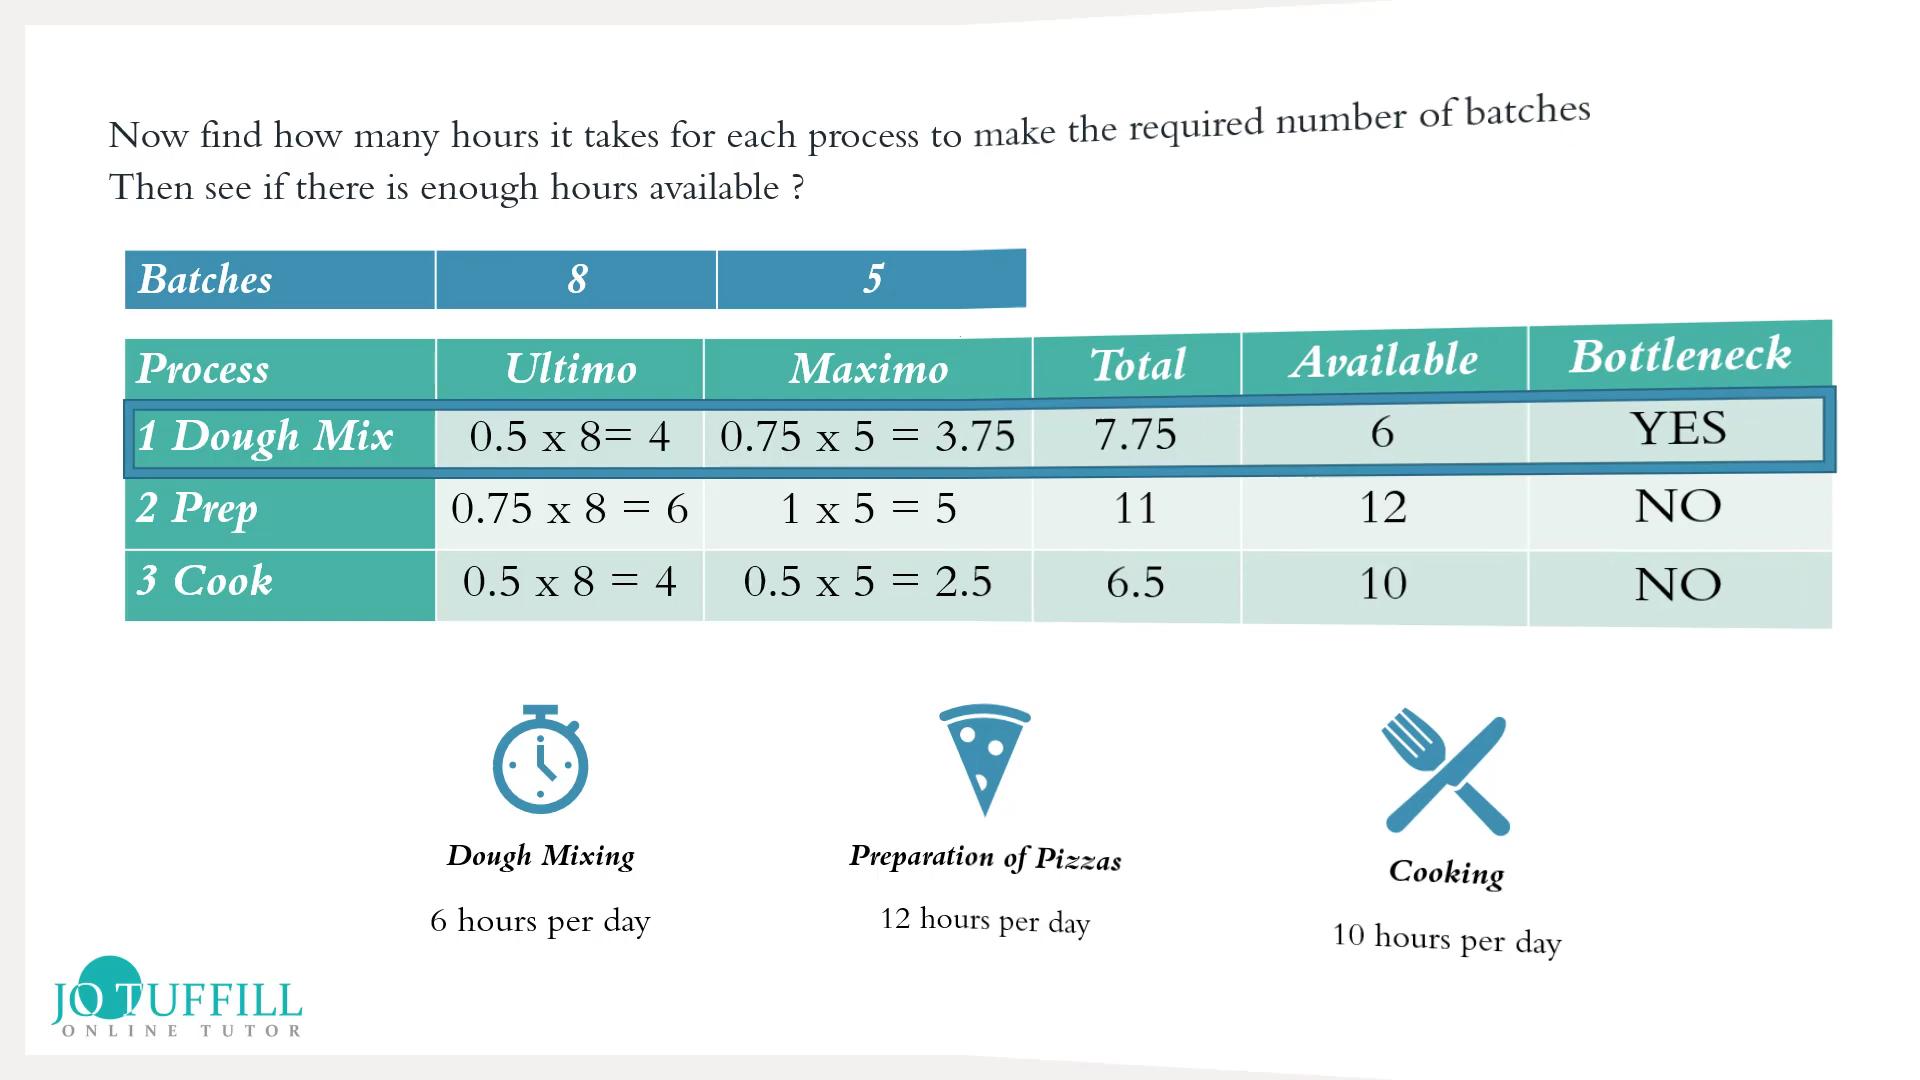 Now find how many hours it takes for each process to make the required number of batches
Then see if there is enough hours available ?
Batches 8 5
Process Ultimo Maximo Total Available Bottleneck
1 Dough Mix 0.5 x 8= 4 0.75 x 5 = 3.75 7.75 6 YES
2 Prep 0.75 x 8 = 6 1 x 5 = 5 11 12 NO
3 Cook 0.5 x 8 = 4 0.5 x 5 = 2.5 6.5 10 NO
Dough Mixing Preparation of Pizzas Cooking
6 hours per day 12 hours per day 10 hours per day
JO TUFFILL
ONLINE TUTOR